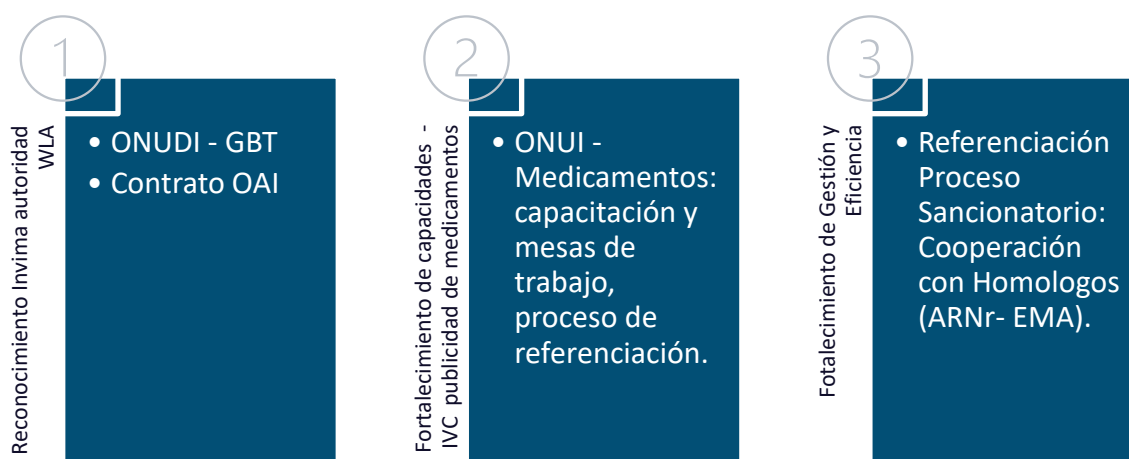 1
Reconocimiento Invima autoridad
WLA
• ONUDI - GBT
• Contrato OAI
2
Fortalecimiento de capacidades -
IVC publicidad de medicamentos
• ONUI -
Medicamentos:
capacitación y
mesas de
trabajo,
proceso de
referenciación.
3
Fotalecimiento de Gestión y
Eficiencia
• Referenciación
Proceso
Sancionatorio:
Cooperación
con Homologos
(ARNr- EMA).